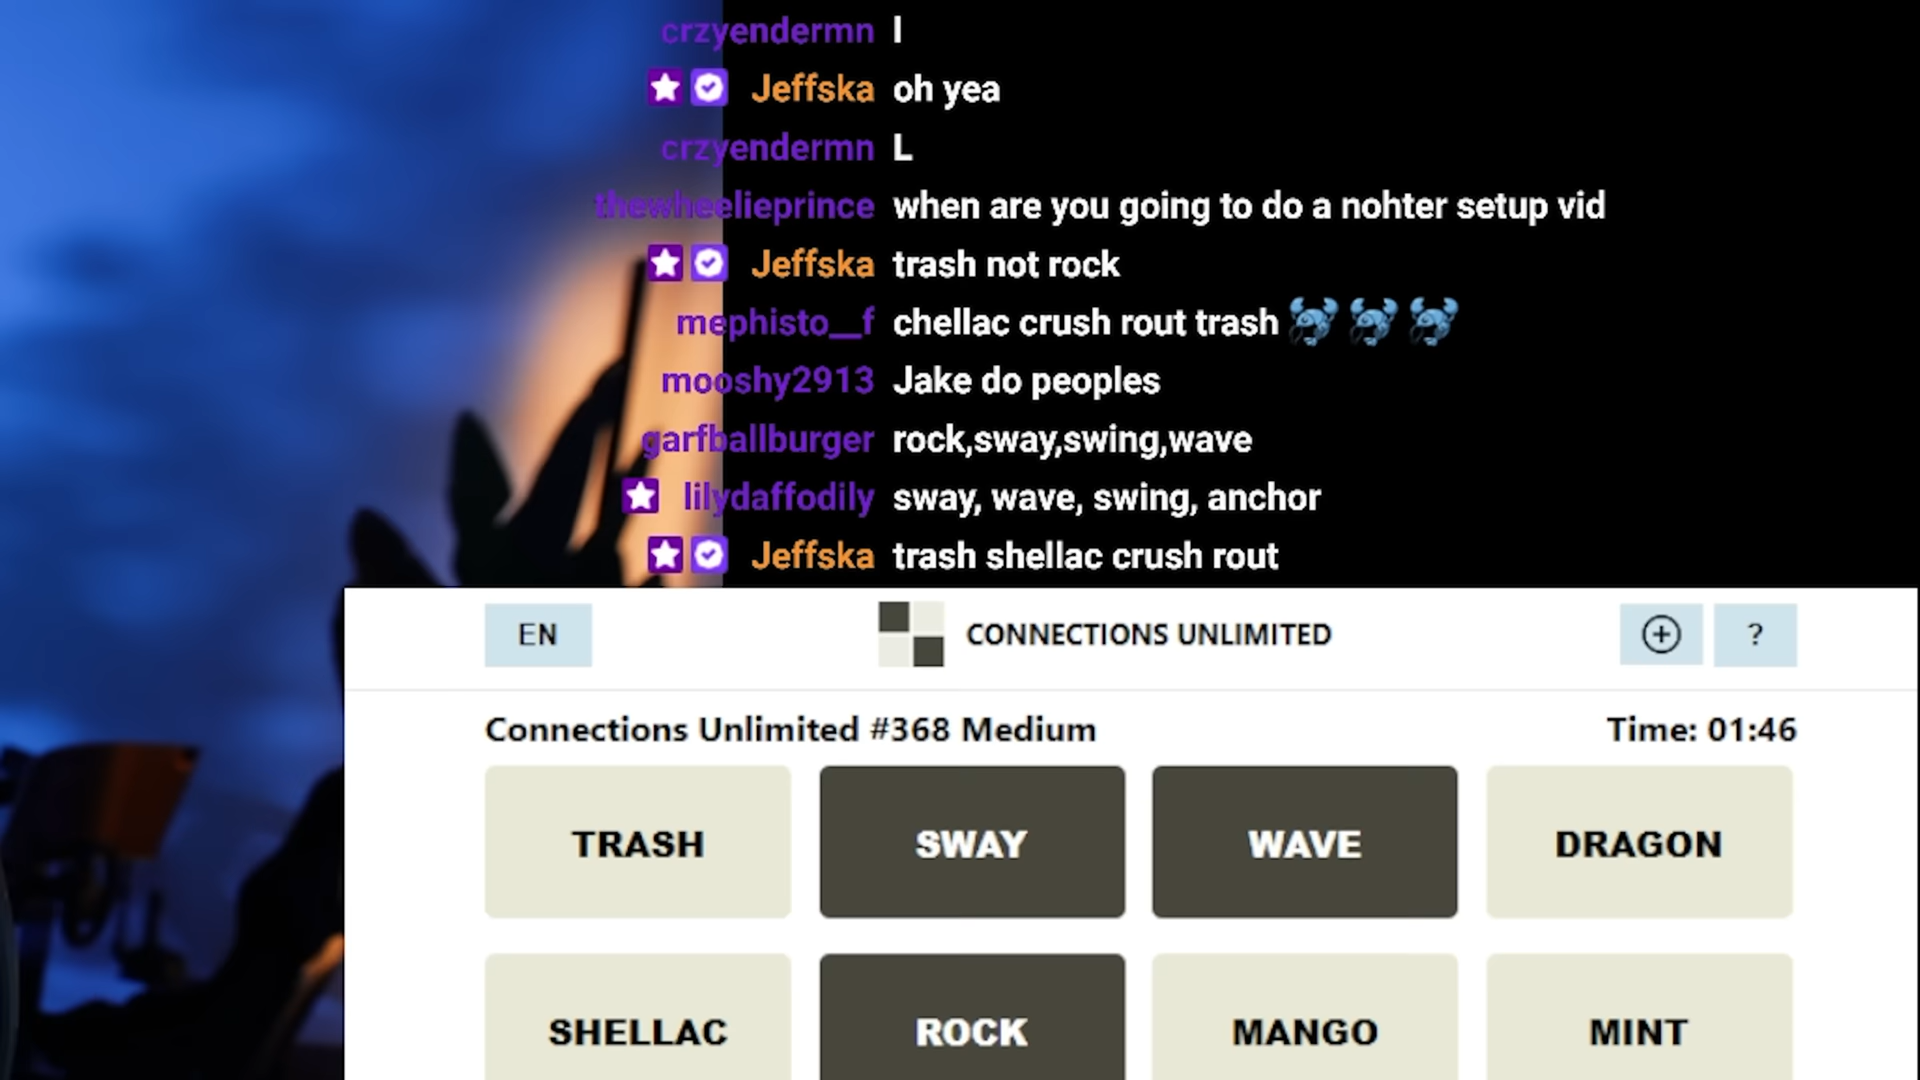 crzyendermn l
Jeffska oh yea
crzyendermn L
thewheelieprince when are you going to do a nohter setup vid
Jeffska trash not rock
mephisto__f chellac crush rout trash
mooshy2913 Jake do peoples
garfballburger rock,sway,swing,wave
lilydaffodily sway, wave, swing, anchor
Jeffska trash shellac crush rout
EN CONNECTIONS UNLIMITED ?
Connections Unlimited #368 Medium Time: 01:46
TRASH SWAY WAVE DRAGON
SHELLAC ROCK MANGO MINT